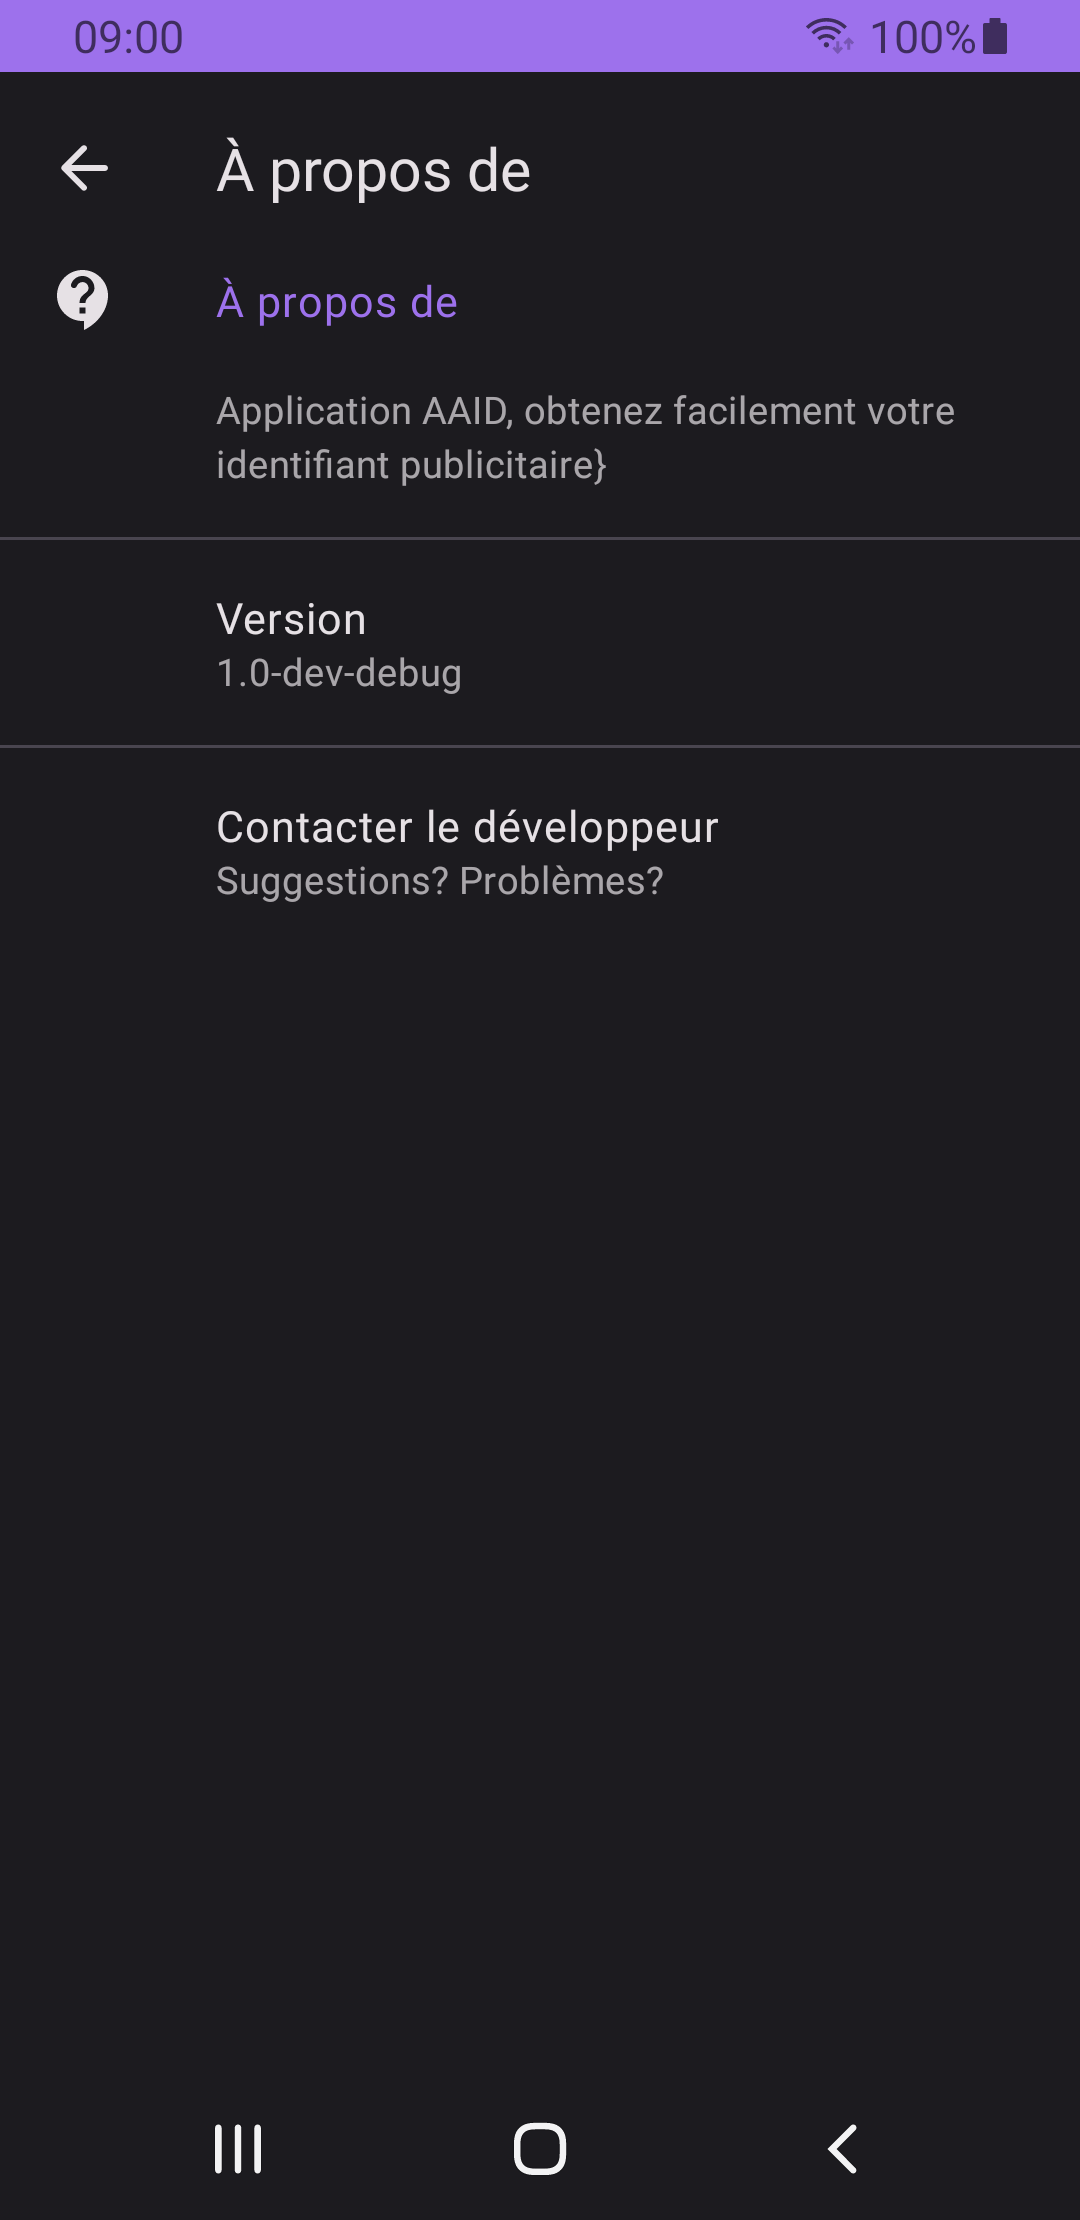 09:00
100%
À propos de
À propos de
Application AAID, obtenez facilement votre
identifiant publicitaire}
Version
1.0-dev-debug
Contacter le développeur
Suggestions? Problèmes?